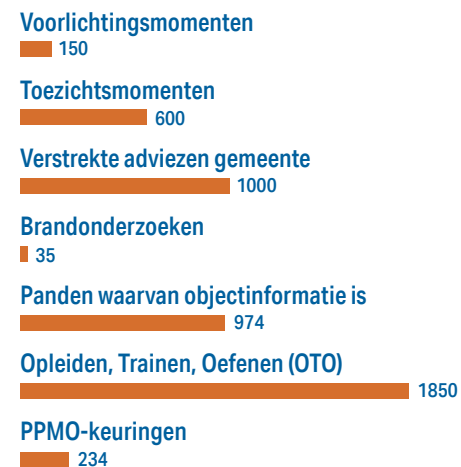 Voorlichtingsmomenten
150
Toezichtsmomenten
600
Verstrekte adviezen gemeente
1000
Brandonderzoeken
35
Panden waarvan objectinformatie is
974
Opleiden, Trainen, Oefenen (OTO)
1850
PPMO-keuringen
234